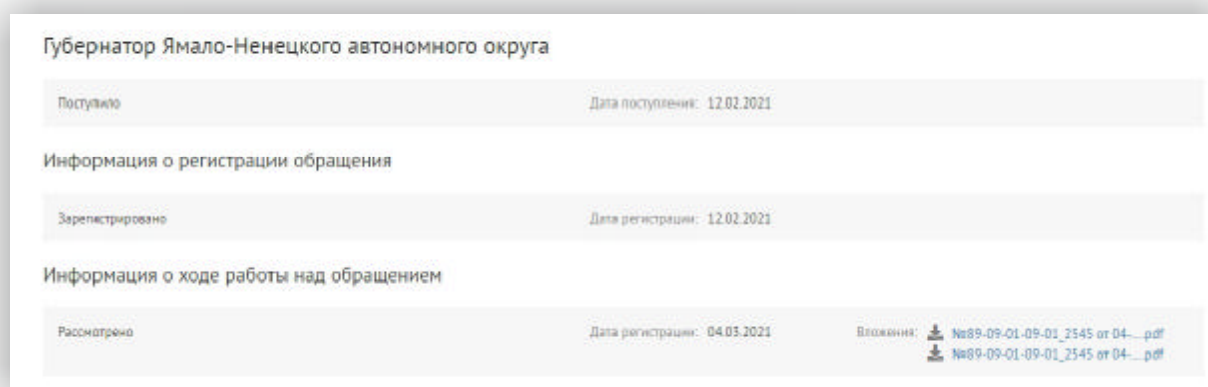 Губернатор Ямало-Ненецкого автономного округа
Поступило Дата поступления: 12.02.2021
Информация о регистрации обращения
Зарегистрировано Дата регистрации: 12.02.2021
Информация о ходе работы над обращением
Рассмотрено Дата регистрации: 04.03.2021 Вложения: №89-09-01-09-01_2545 от 04-....pdf
№89-09-01-09-01_2545 от 04-....pdf